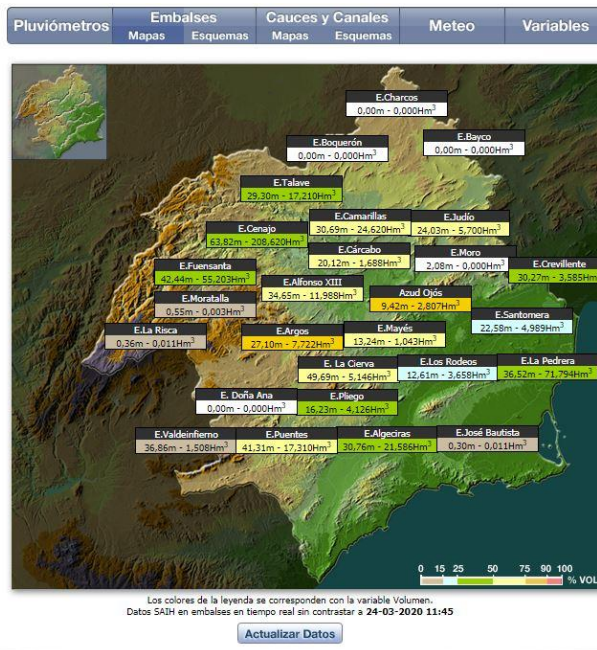 Pluviómetros
Embalses
Mapas Esquemas
Cauces y Canales
Mapas Esquemas
Meteo
Variables
E.Charcos
0,00m - 0,000Hm³
E.Boquerón
0,00m - 0,000Hm³
E.Bayco
0,00m - 0,000Hm³
E.Talave
29,30m - 17,210Hm³
E.Camarillas
30,69m - 24,620Hm³
E.Judío
24,03m - 5,700Hm³
E.Cenajo
63,82m - 208,620Hm³
E.Cárcabo
20,12m - 1,688Hm³
E.Moro
2,08m - 0,000Hm³
E.Crevillente
30,27m - 3,585Hm³
E.Fuensanta
42,44m - 55,203Hm³
E.Alfonso XIII
34,65m - 11,988Hm³
Azud Ojós
9,42m - 2,807Hm³
E.Moratalla
0,55m - 0,003Hm³
E.Santomera
22,58m - 4,989Hm³
E.La Risca
0,36m - 0,011Hm³
E.Argos
27,10m - 7,722Hm³
E.Mayés
13,24m - 1,043Hm³
E. La Cierva
49,69m - 5,146Hm³
E.Los Rodeos
12,61m - 3,658Hm³
E.La Pedrera
36,52m - 71,794Hm³
E. Doña Ana
0,00m - 0,000Hm³
E.Pliego
16,23m - 4,126Hm³
E.Valdeinfierno
36,86m - 1,508Hm³
E.Puentes
41,31m - 17,310Hm³
E.Algeciras
30,76m - 21,586Hm³
E.José Bautista
0,30m - 0,011Hm³
0 15 25 50 75 90 100
% VOL
Los colores de la leyenda se corresponden con la variable Volumen.
Datos SAIH en embalses en tiempo real sin contrastar a 24-03-2020 11:45
Actualizar Datos